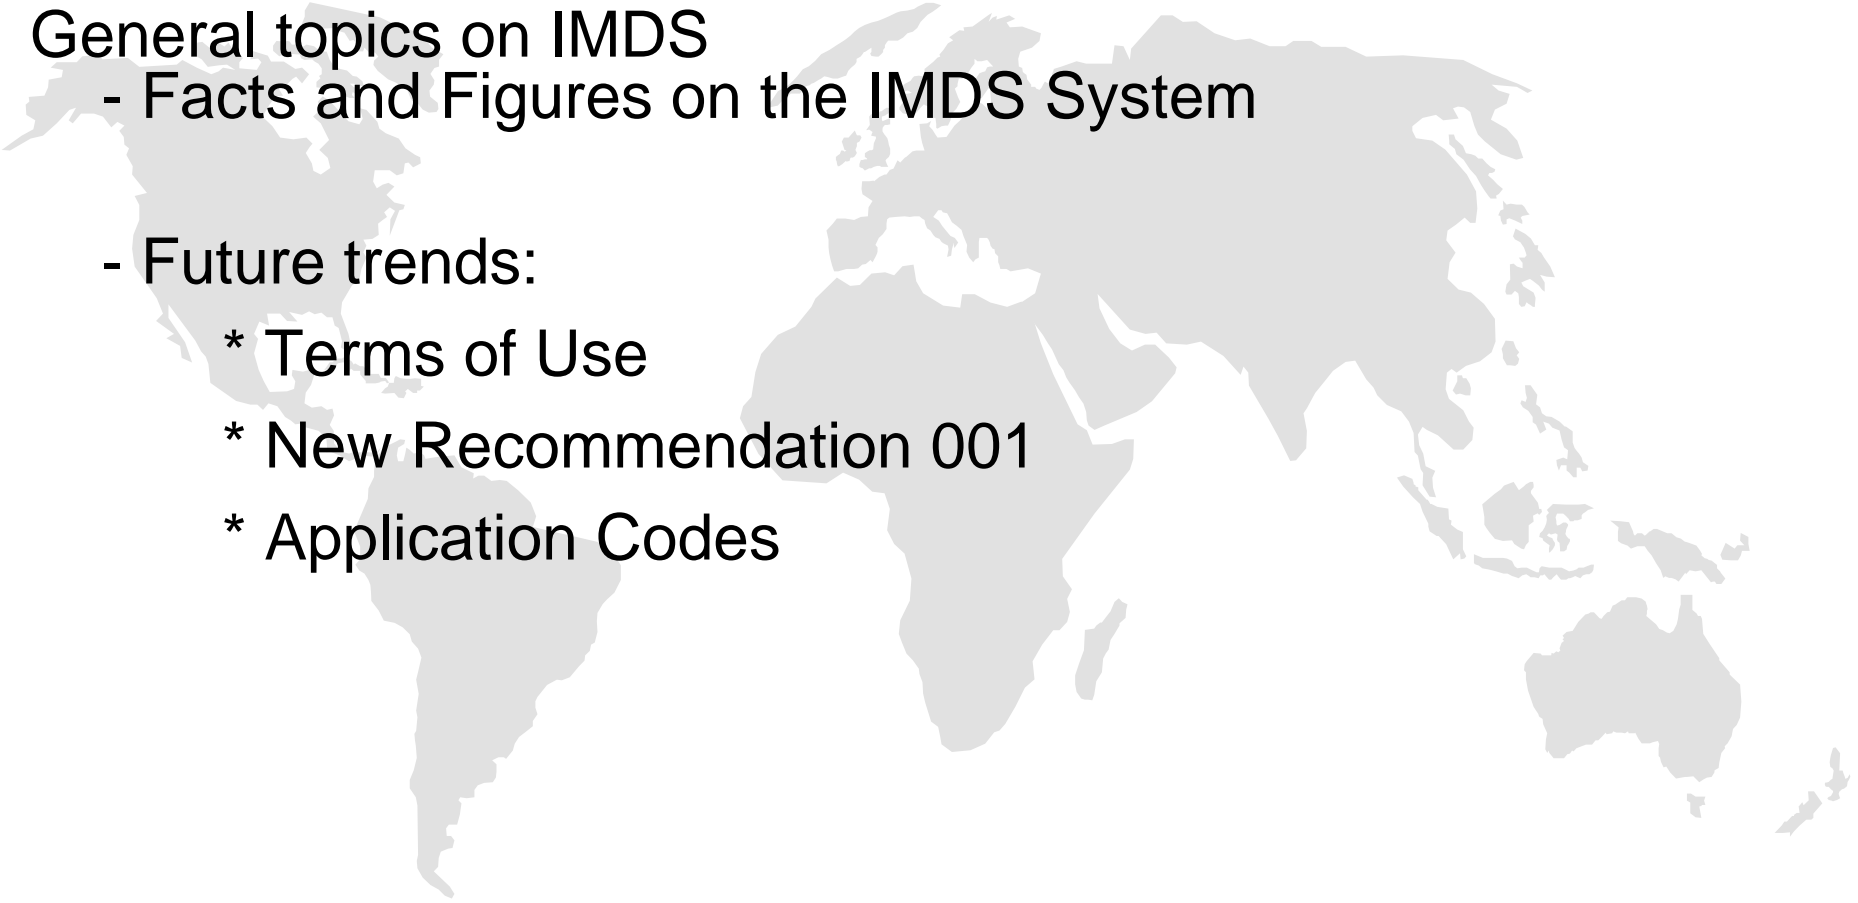 General topics on IMDS
- Facts and Figures on the IMDS System
- Future trends:
* Terms of Use
* New Recommendation 001
* Application Codes